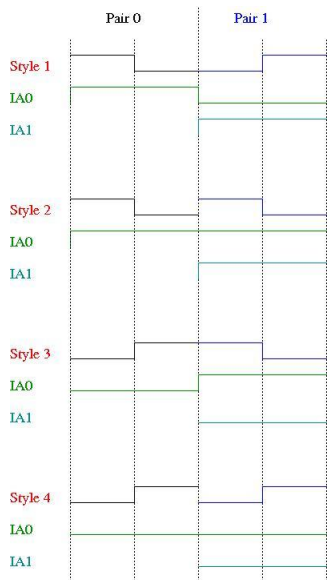 Pair 0 Pair 1
Style 1
IA0
IA1
Style 2
IA0
IA1
Style 3
IA0
IA1
Style 4
IA0
IA1